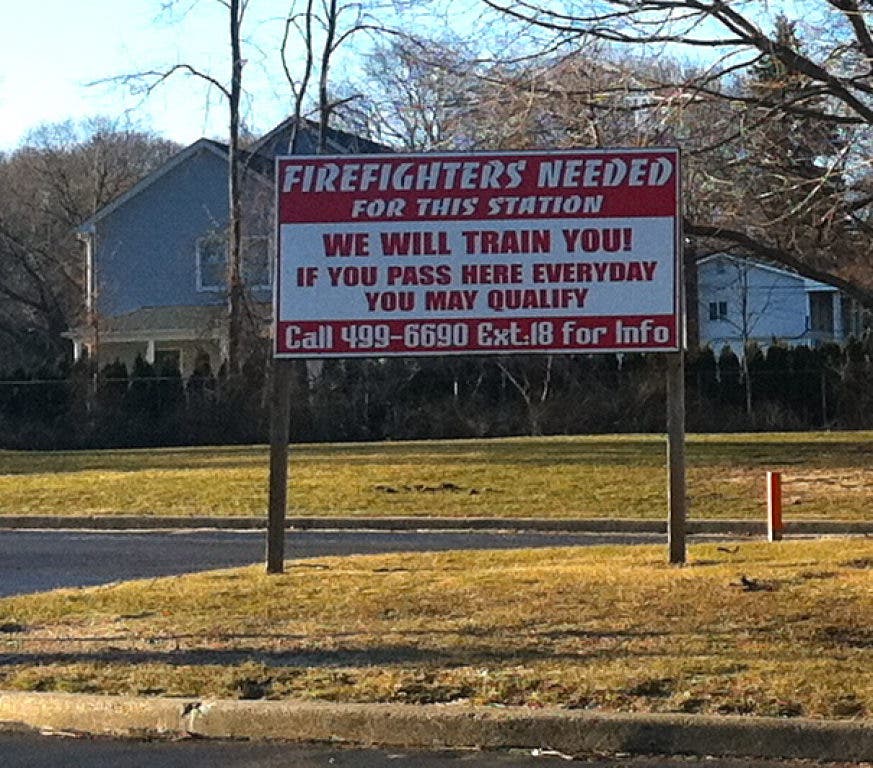 FIREFIGHTERS NEEDED
FOR THIS STATION
WE WILL TRAIN YOU!
IF YOU PASS HERE EVERYDAY
YOU MAY QUALIFY
Call 499-6690 Ext.18 for Info